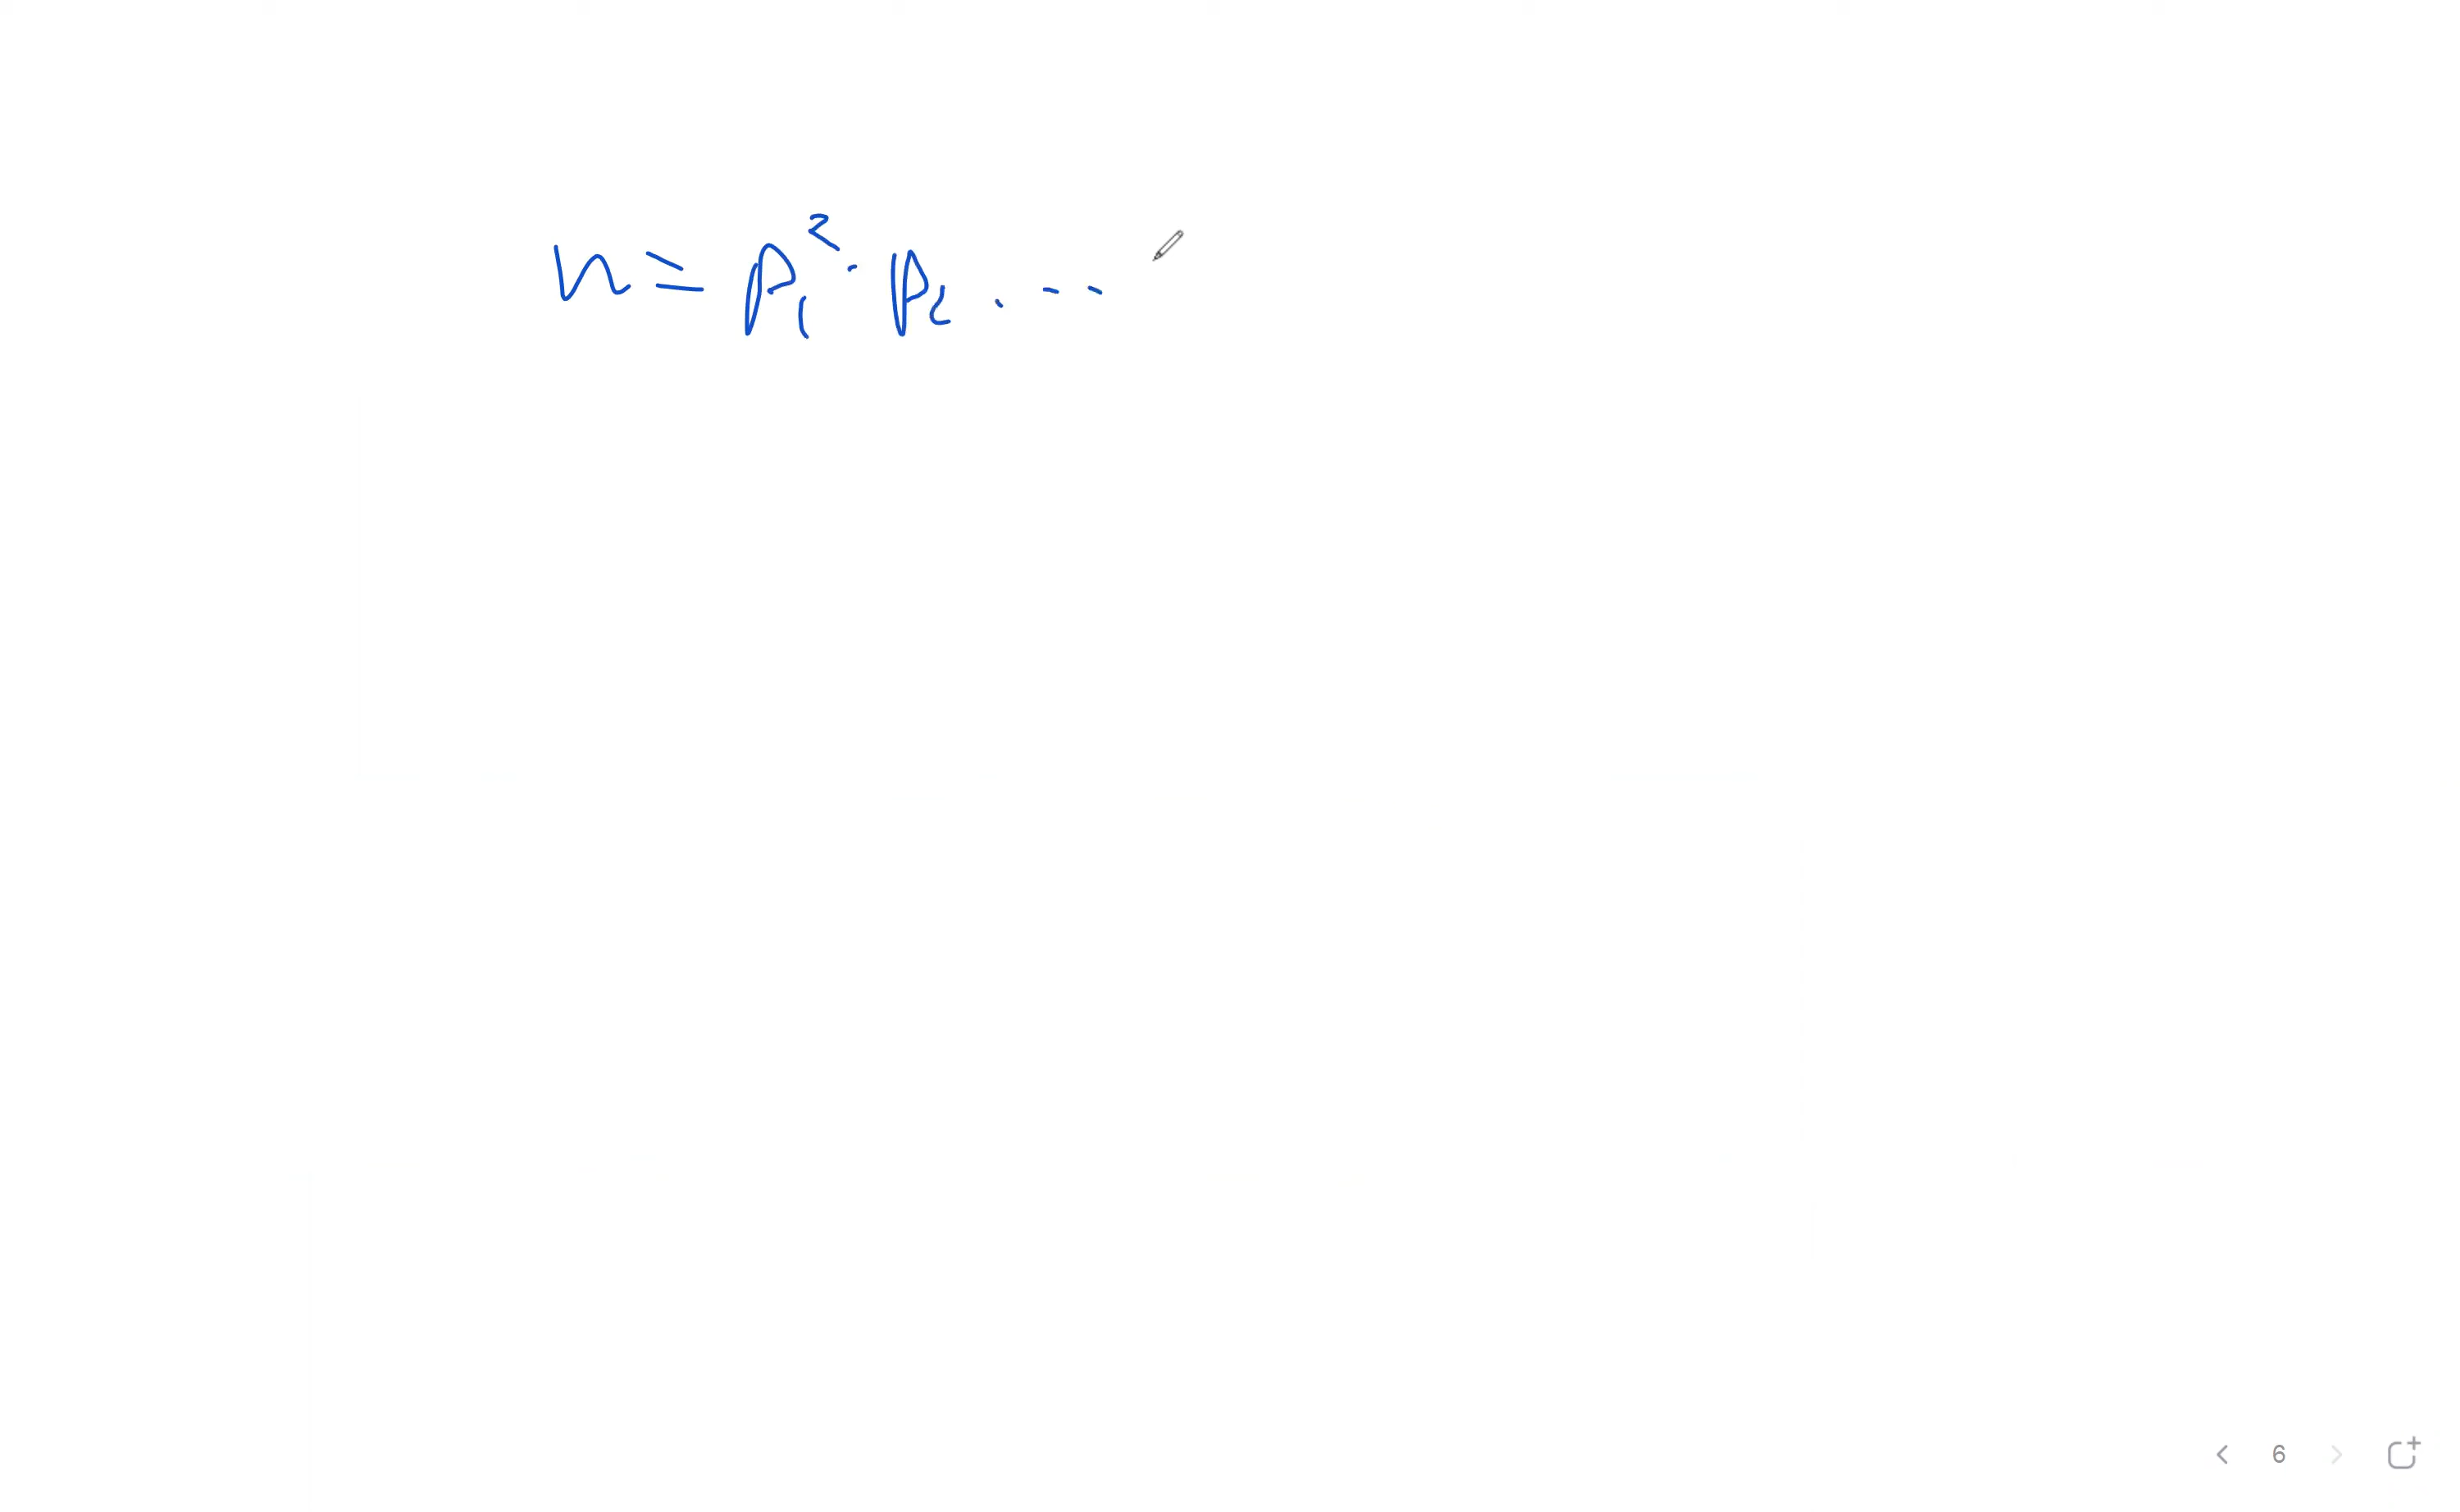 n = p₁² · p₂ · - -
6